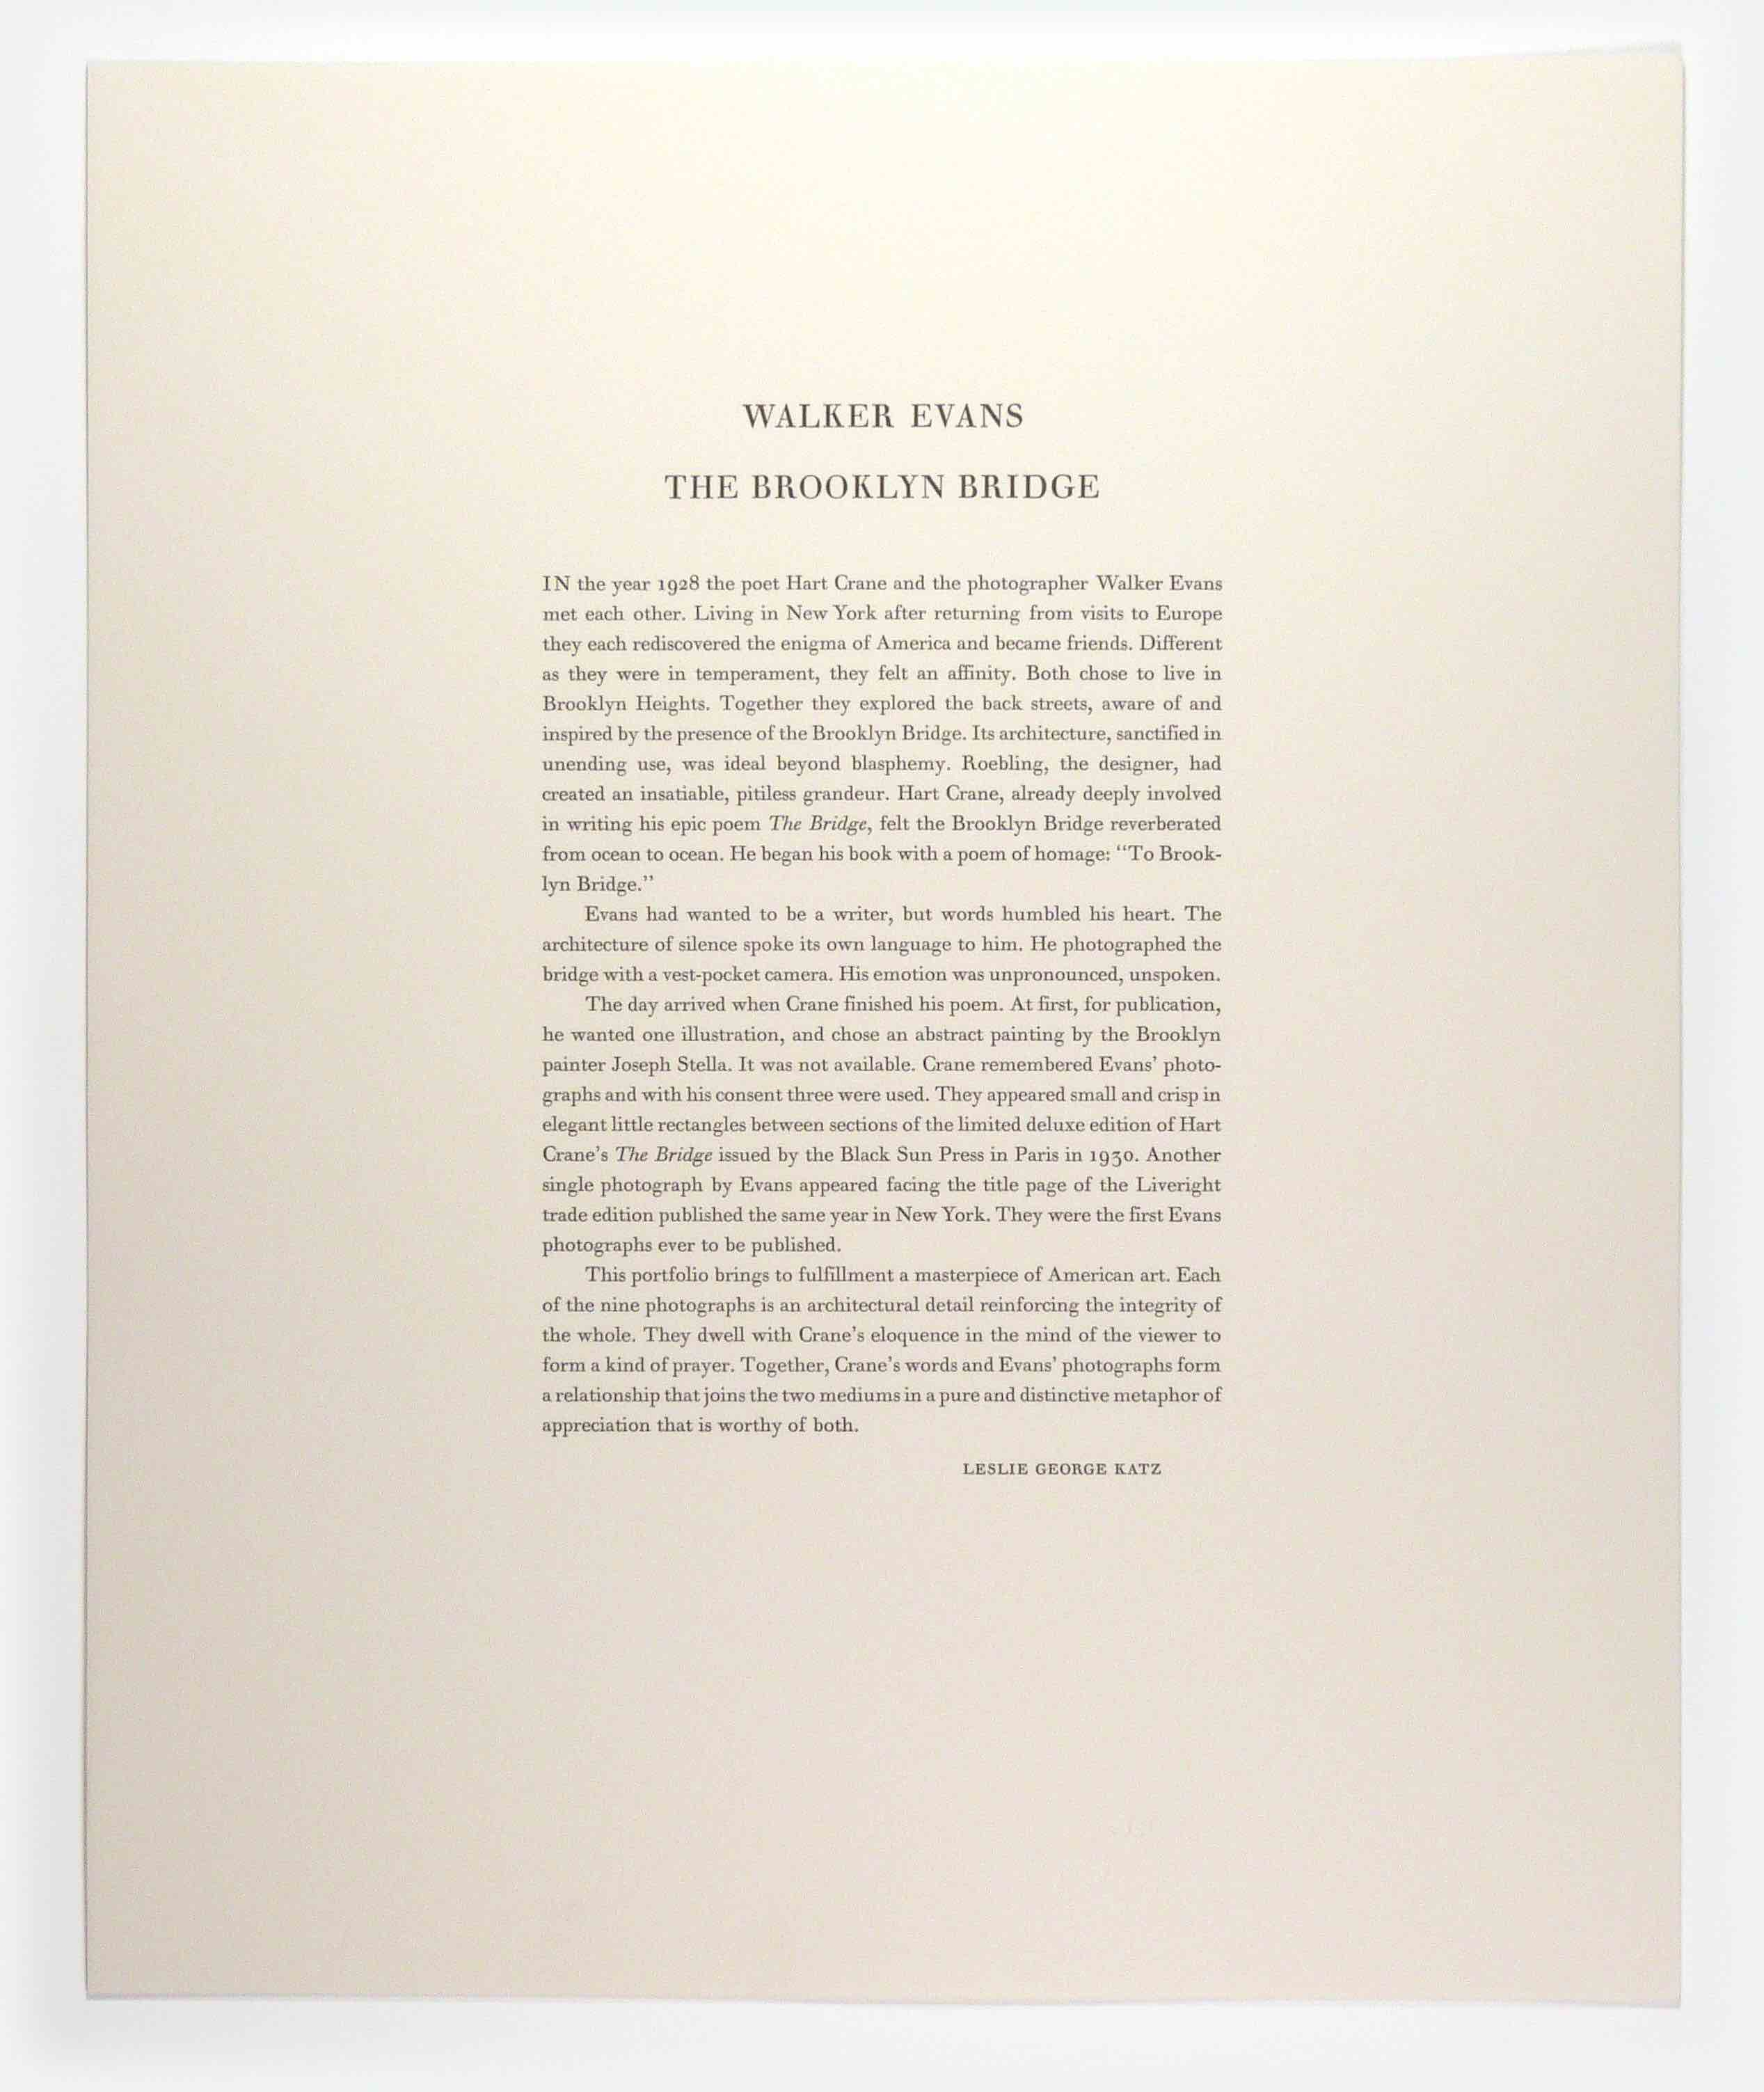 WALKER EVANS
THE BROOKLYN BRIDGE
IN the year 1928 the poet Hart Crane and the photographer Walker Evans
met each other. Living in New York after returning from visits to Europe
they each rediscovered the enigma of America and became friends. Different
as they were in temperament, they felt an affinity. Both chose to live in
Brooklyn Heights. Together they explored the back streets, aware of and
inspired by the presence of the Brooklyn Bridge. Its architecture, sanctified in
unending use, was ideal beyond blasphemy. Roebling, the designer, had
created an insatiable, pitiless grandeur. Hart Crane, already deeply involved
in writing his epic poem The Bridge, felt the Brooklyn Bridge reverberated
from ocean to ocean. He began his book with a poem of homage: “To Brook-
lyn Bridge.”
Evans had wanted to be a writer, but words humbled his heart. The
architecture of silence spoke its own language to him. He photographed the
bridge with a vest-pocket camera. His emotion was unpronounced, unspoken.
The day arrived when Crane finished his poem. At first, for publication,
he wanted one illustration, and chose an abstract painting by the Brooklyn
painter Joseph Stella. It was not available. Crane remembered Evans’ photo-
graphs and with his consent three were used. They appeared small and crisp in
elegant little rectangles between sections of the limited deluxe edition of Hart
Crane’s The Bridge issued by the Black Sun Press in Paris in 1930. Another
single photograph by Evans appeared facing the title page of the Liveright
trade edition published the same year in New York. They were the first Evans
photographs ever to be published.
This portfolio brings to fulfillment a masterpiece of American art. Each
of the nine photographs is an architectural detail reinforcing the integrity of
the whole. They dwell with Crane’s eloquence in the mind of the viewer to
form a kind of prayer. Together, Crane’s words and Evans’ photographs form
a relationship that joins the two mediums in a pure and distinctive metaphor of
appreciation that is worthy of both.
LESLIE GEORGE KATZ